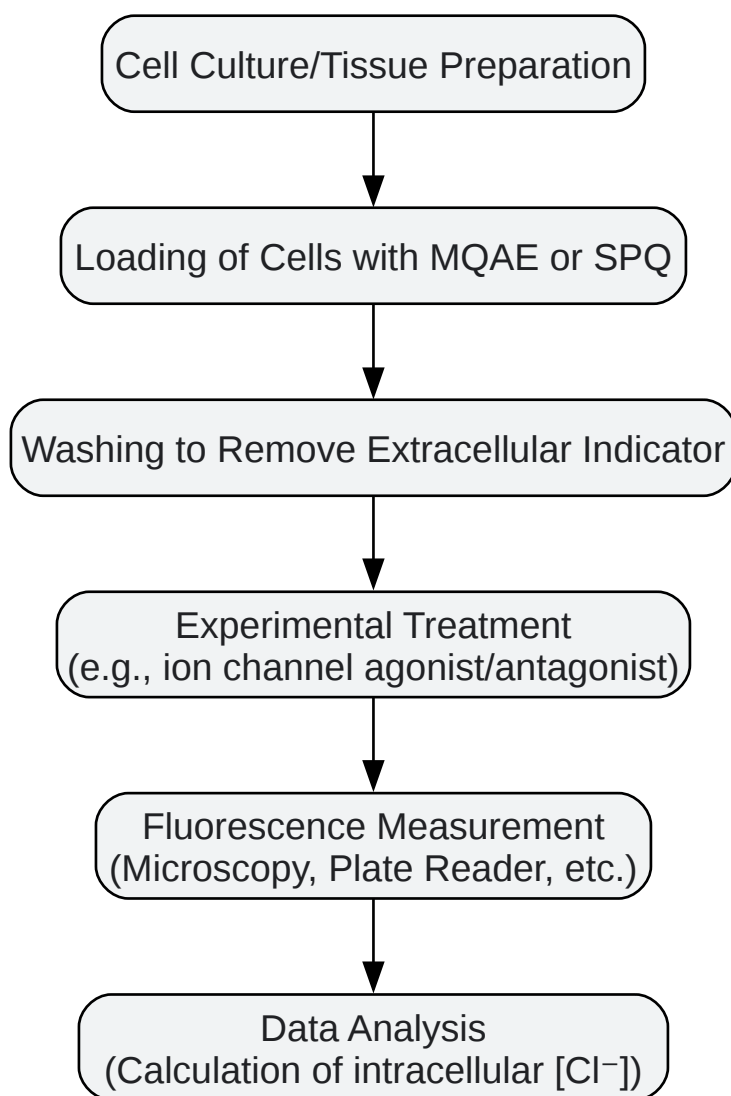 Cell Culture/Tissue Preparation
Loading of Cells with MQAE or SPQ
Washing to Remove Extracellular Indicator
Experimental Treatment
(e.g., ion channel agonist/antagonist)
Fluorescence Measurement
(Microscopy, Plate Reader, etc.)
Data Analysis
(Calculation of intracellular [Cl⁻])